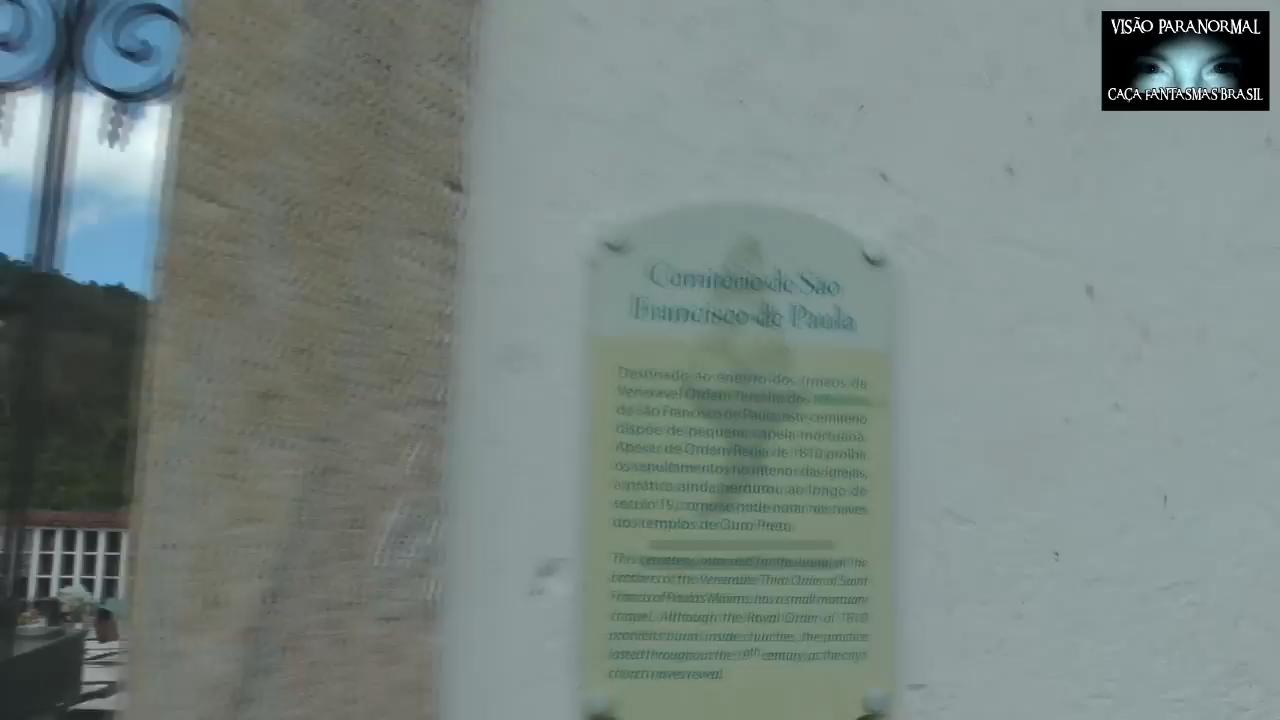 VISÃO PARANORMAL
CAÇA FANTASMAS BRASIL
Cemitério de São
Francisco de Paula
Destinado ao enterro dos irmãos da
Venerável Ordem Terceira dos
de São Francisco de Paula, este cemitério
dispõe de pequena capela mortuária.
Apesar de Ordem Régia de 1810 proibir
os sepultamentos no interior das igrejas,
a prática ainda perdurou ao longo do
século 19, como se pode notar nas naves
dos templos de Ouro Preto.
This cemetery, intended for the burial of the
brothers of the Venerable Third Order of Saint
Francis of Paula's Minims, has a small mortuary
chapel. Although the Royal Order of 1810
prohibits burial inside churches, the practice
lasted throughout the 19th century, as the city's
church naves reveal.